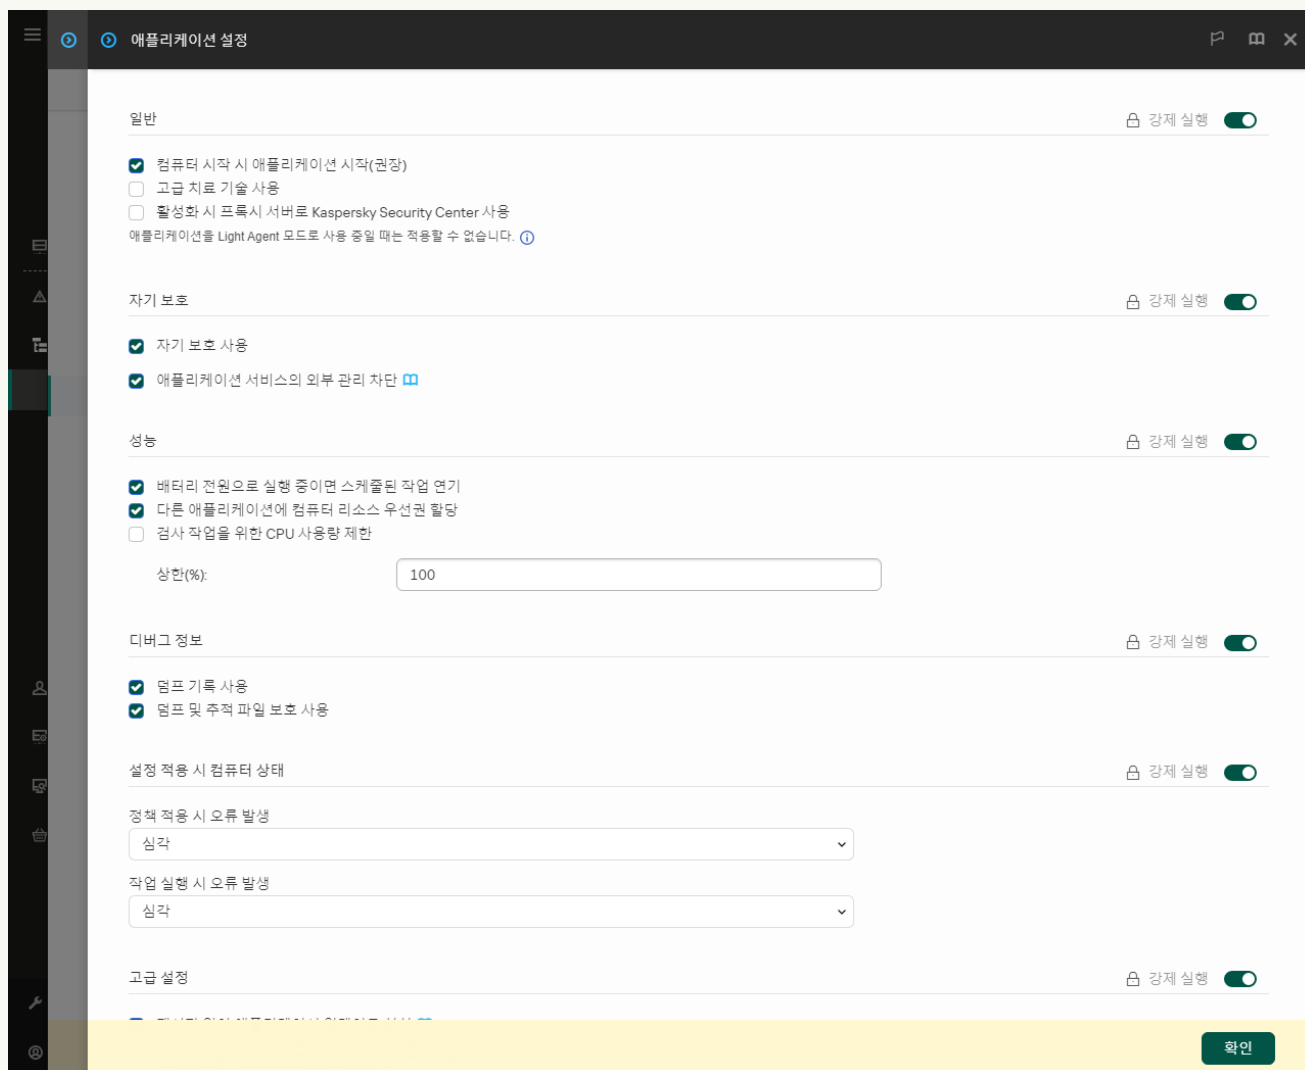 애플리케이션 설정
일반
강제 실행
컴퓨터 시작 시 애플리케이션 시작(권장)
고급 치료 기술 사용
활성화 시 프록시 서버로 Kaspersky Security Center 사용
애플리케이션을 Light Agent 모드로 사용 중일 때는 적용할 수 없습니다.
자기 보호
강제 실행
자기 보호 사용
애플리케이션 서비스의 외부 관리 차단
성능
강제 실행
배터리 전원으로 실행 중이면 스케줄된 작업 연기
다른 애플리케이션에 컴퓨터 리소스 우선권 할당
검사 작업을 위한 CPU 사용량 제한
상한(%):
100
디버그 정보
강제 실행
덤프 기록 사용
덤프 및 추적 파일 보호 사용
설정 적용 시 컴퓨터 상태
강제 실행
정책 적용 시 오류 발생
심각
작업 실행 시 오류 발생
심각
고급 설정
강제 실행
확인